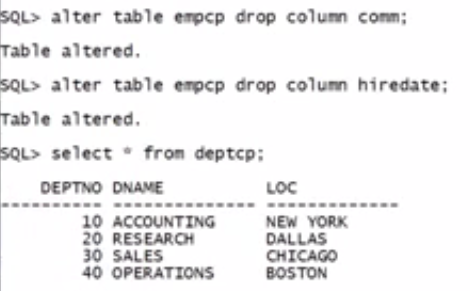 SQL> alter table empcp drop column comm;
Table altered.
SQL> alter table empcp drop column hiredate;
Table altered.
SQL> select * from deptcp;
DEPTNO DNAME LOC
---------- -------------- -------------
10 ACCOUNTING NEW YORK
20 RESEARCH DALLAS
30 SALES CHICAGO
40 OPERATIONS BOSTON